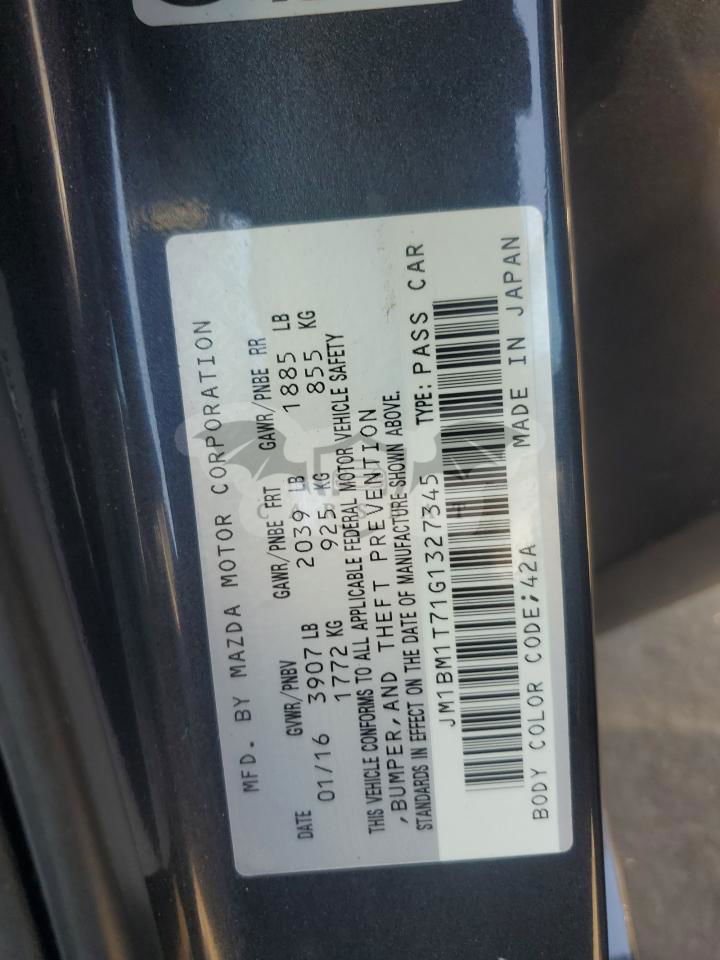 MFD. BY MAZDA MOTOR CORPORATION
DATE GVWR/PNBV GAWR/PNBE FRT GAWR/PNBE RR
01/16 3907 LB 2039 LB 1885 LB
1772 KG 925 KG 855 KG
THIS VEHICLE CONFORMS TO ALL APPLICABLE FEDERAL MOTOR VEHICLE SAFETY
,BUMPER,AND THEFT PREVENTION
STANDARDS IN EFFECT ON THE DATE OF MANUFACTURE SHOWN ABOVE.
JM1BM1T71G1327345 TYPE: PASS CAR
BODY COLOR CODE;42A MADE IN JAPAN